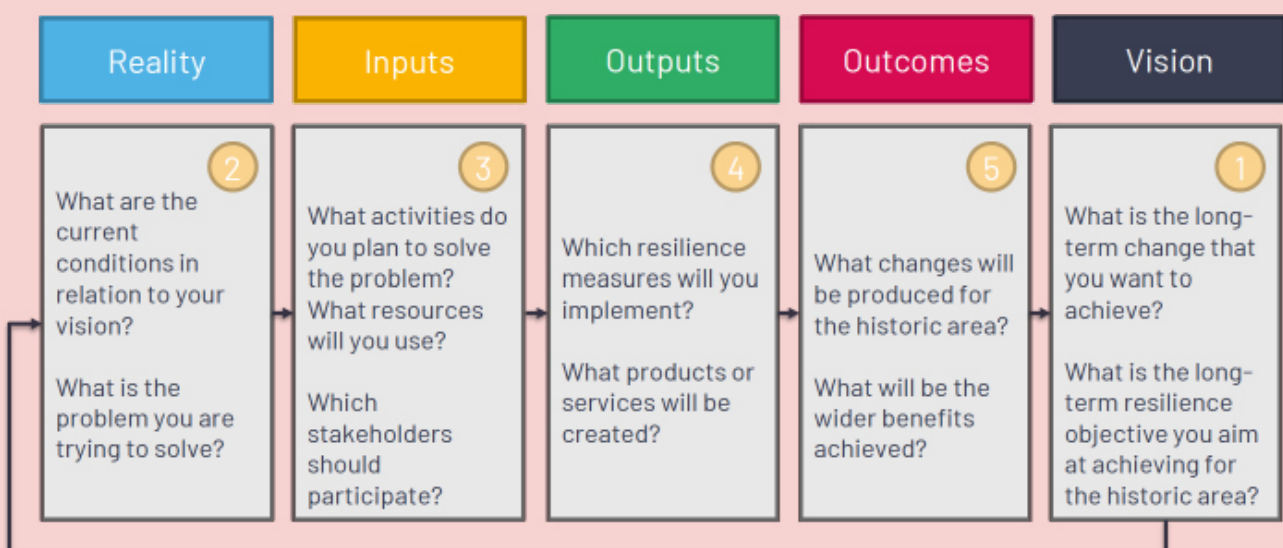 Reality
Inputs
Outputs
Outcomes
Vision
2
What are the
current
conditions in
relation to your
vision?
What is the
problem you are
trying to solve?
3
What activities do
you plan to solve
the problem?
What resources
will you use?
Which
stakeholders
should
participate?
4
Which resilience
measures will you
implement?
What products or
services will be
created?
5
What changes will
be produced for
the historic area?
What will be the
wider benefits
achieved?
1
What is the long-
term change that
you want to
achieve?
What is the long-
term resilience
objective you aim
at achieving for
the historic area?